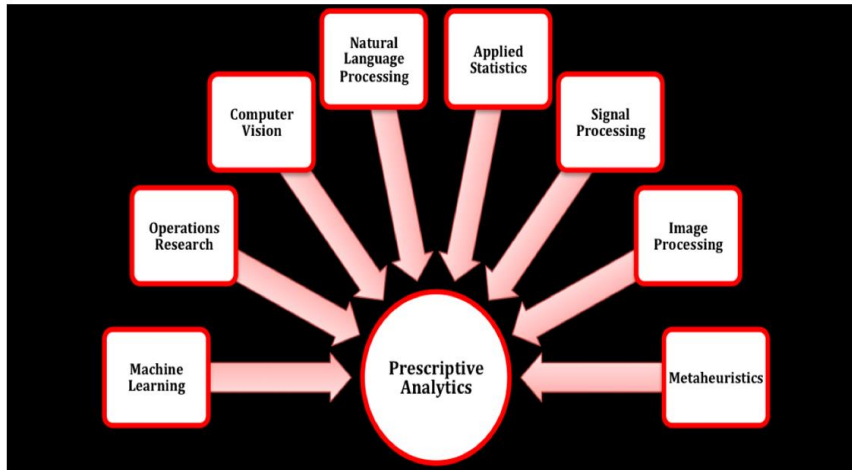 Natural
Language
Processing
Applied
Statistics
Computer
Vision
Signal
Processing
Operations
Research
Image
Processing
Machine
Learning
Prescriptive
Analytics
Metaheuristics